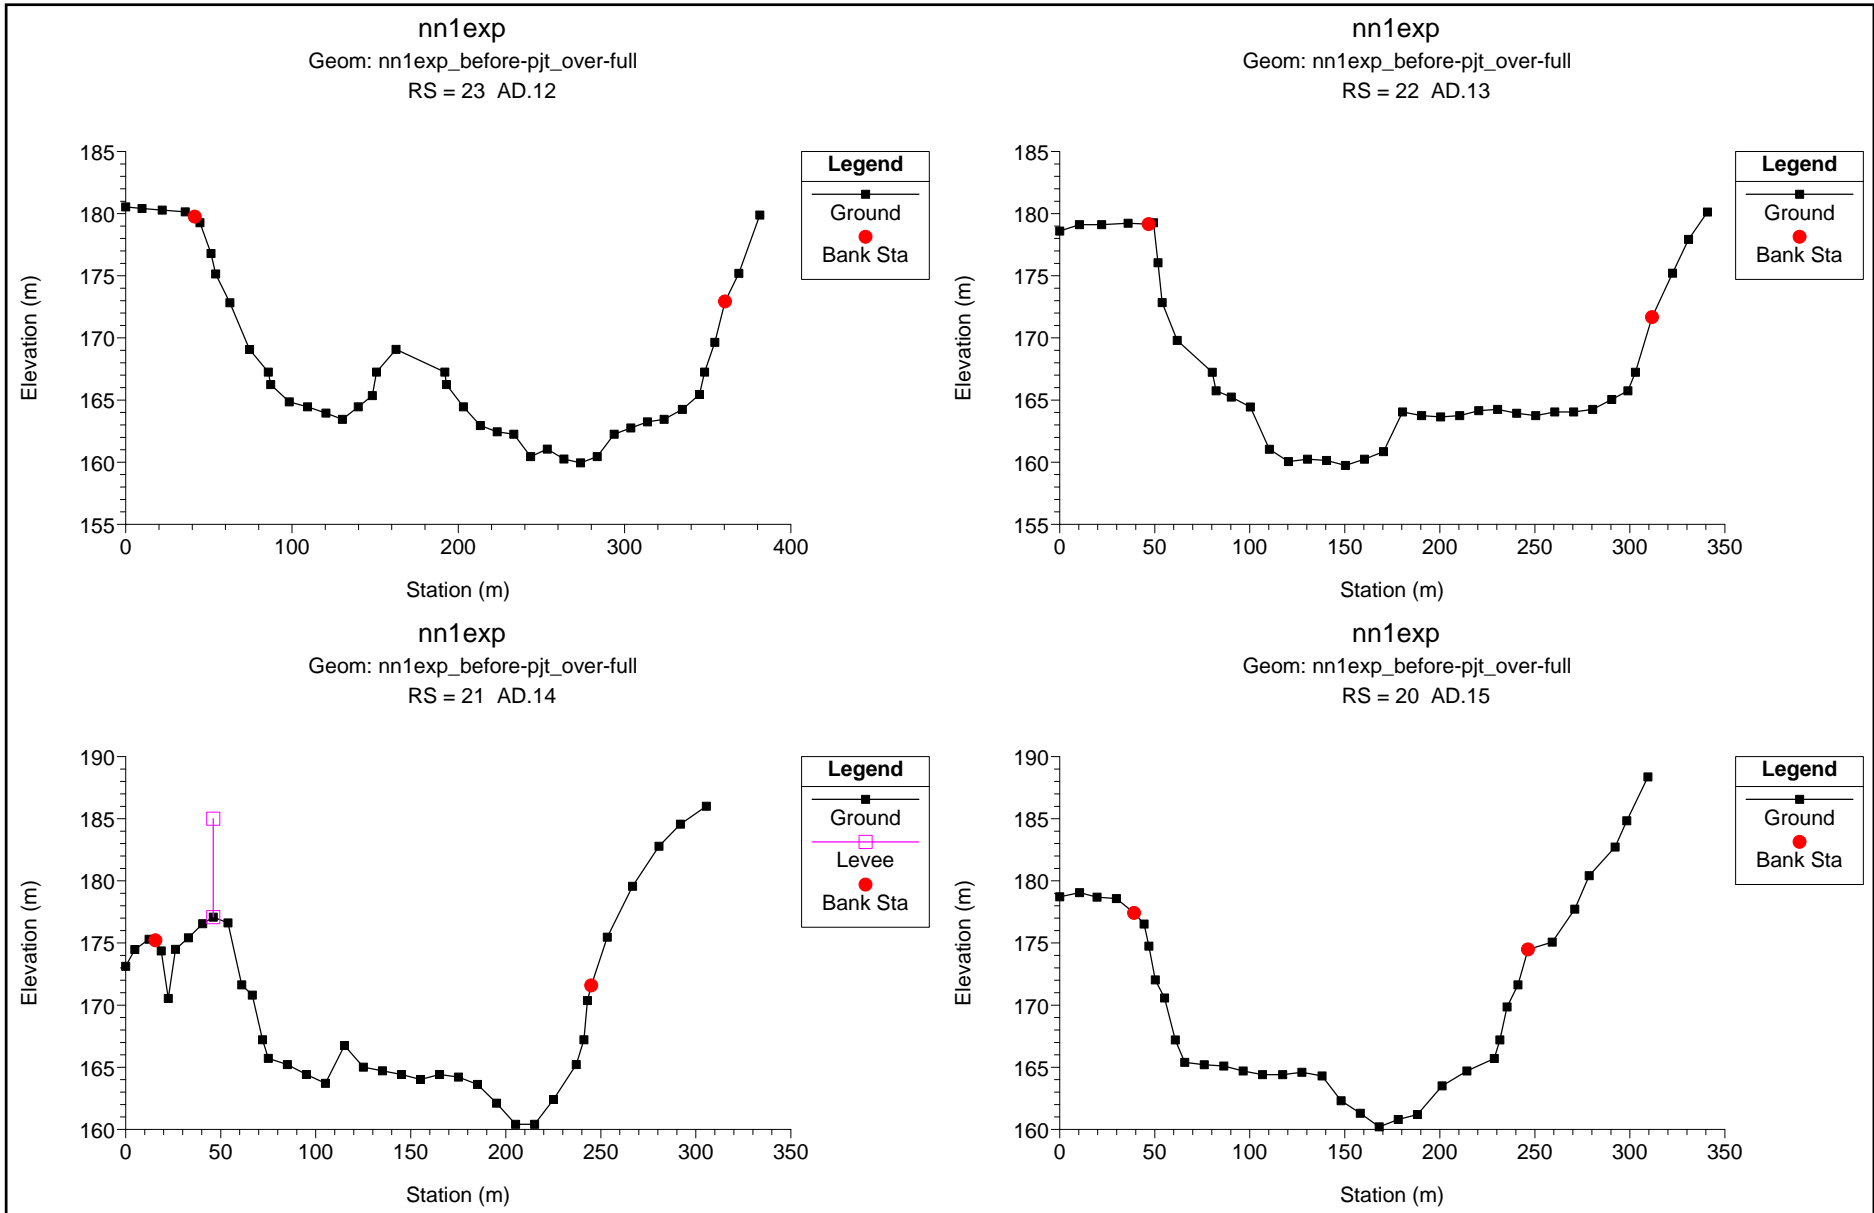 nn1exp
Geom: nn1exp_before-pjt_over-full
RS = 23 AD.12
185
180
175
170
165
160
155
0
100
200
300
400
Elevation (m)
Station (m)
Legend
Ground
Bank Sta
nn1exp
Geom: nn1exp_before-pjt_over-full
RS = 22 AD.13
185
180
175
170
165
160
155
0
50
100
150
200
250
300
350
Elevation (m)
Station (m)
Legend
Ground
Bank Sta
nn1exp
Geom: nn1exp_before-pjt_over-full
RS = 21 AD.14
190
185
180
175
170
165
160
0
50
100
150
200
250
300
350
Elevation (m)
Station (m)
Legend
Ground
Levee
Bank Sta
nn1exp
Geom: nn1exp_before-pjt_over-full
RS = 20 AD.15
190
185
180
175
170
165
160
0
50
100
150
200
250
300
350
Elevation (m)
Station (m)
Legend
Ground
Bank Sta